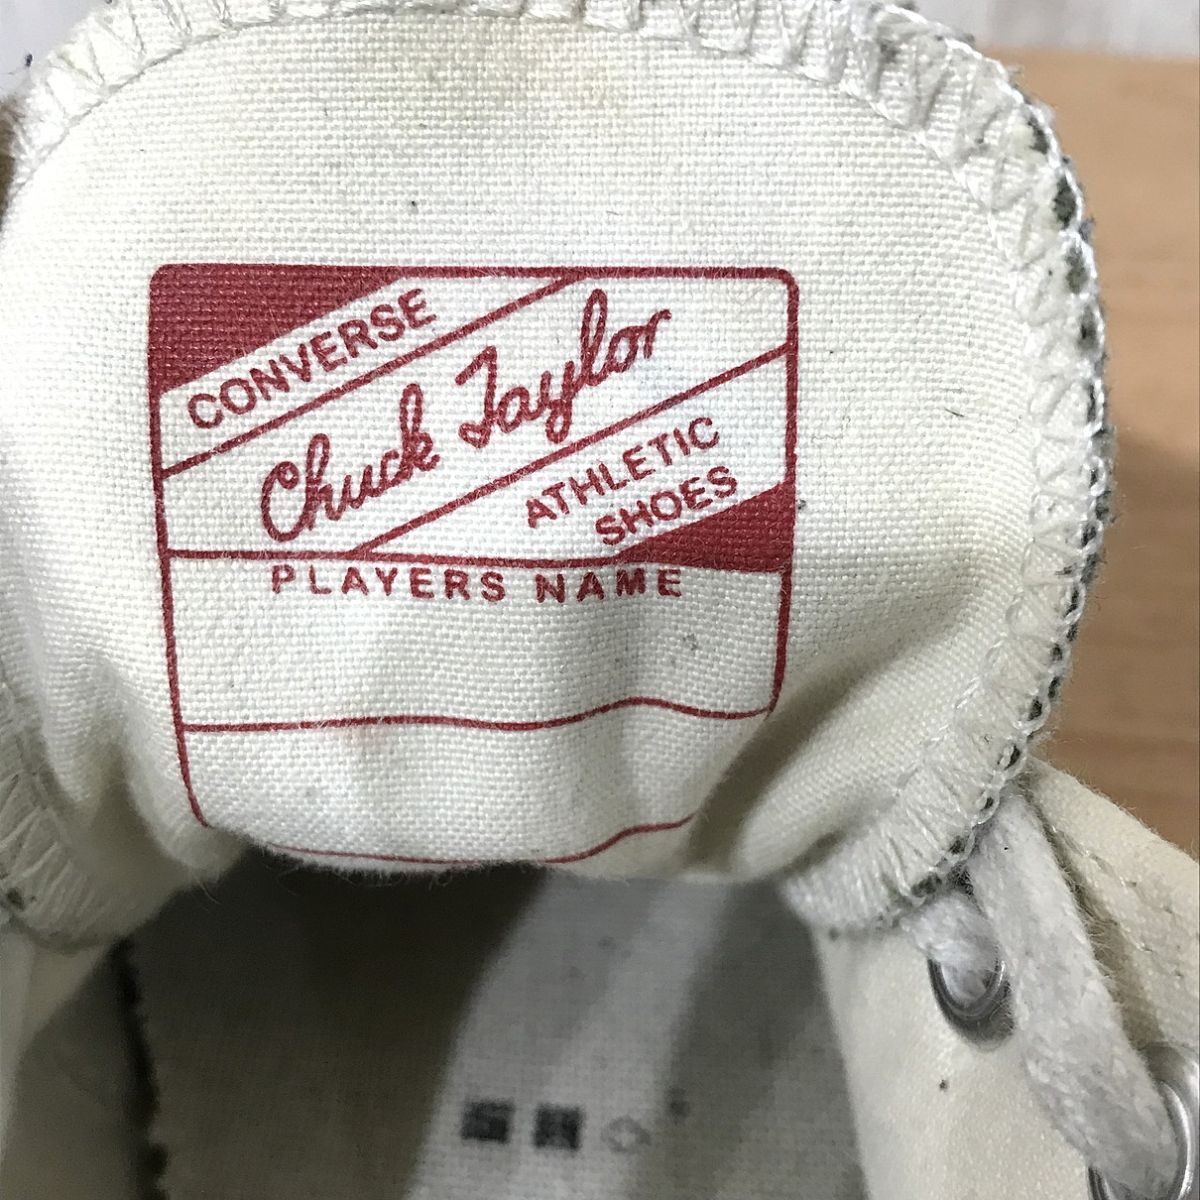 CONVERSE
Chuck Taylor
ATHLETIC
SHOES
PLAYERS NAME